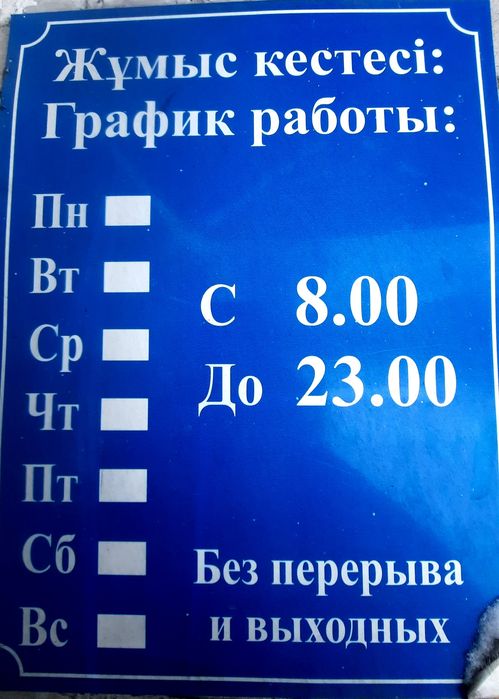 Жұмыс кестесі:
График работы:
Пн
Вт
Ср
Чт
Пт
Сб
Вс
С 8.00
До 23.00
Без перерыва
и выходных